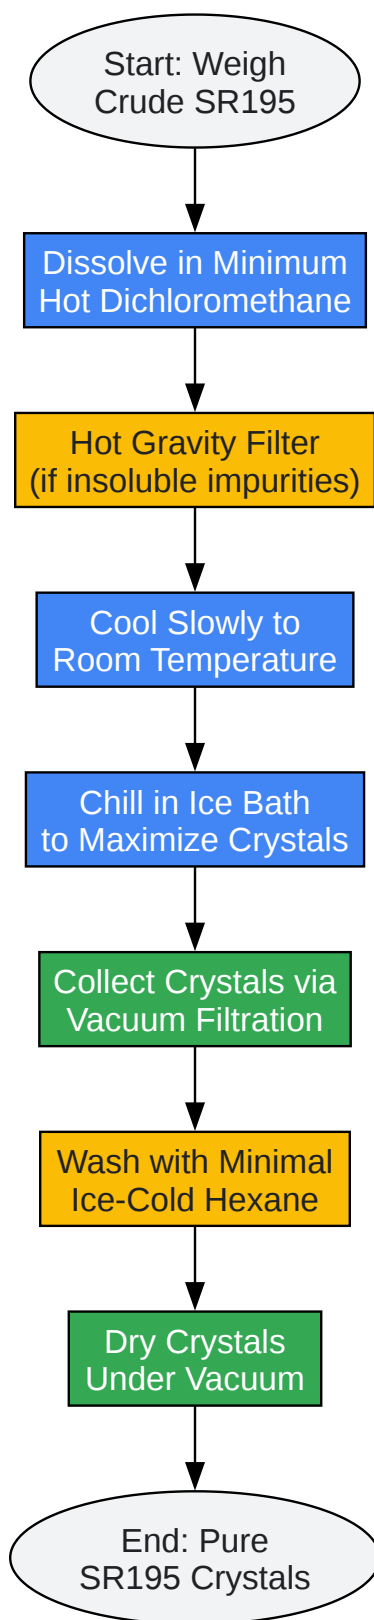 Start: Weigh
Crude SR195
Dissolve in Minimum
Hot Dichloromethane
Hot Gravity Filter
(if insoluble impurities)
Cool Slowly to
Room Temperature
Chill in Ice Bath
to Maximize Crystals
Collect Crystals via
Vacuum Filtration
Wash with Minimal
Ice-Cold Hexane
Dry Crystals
Under Vacuum
End: Pure
SR195 Crystals